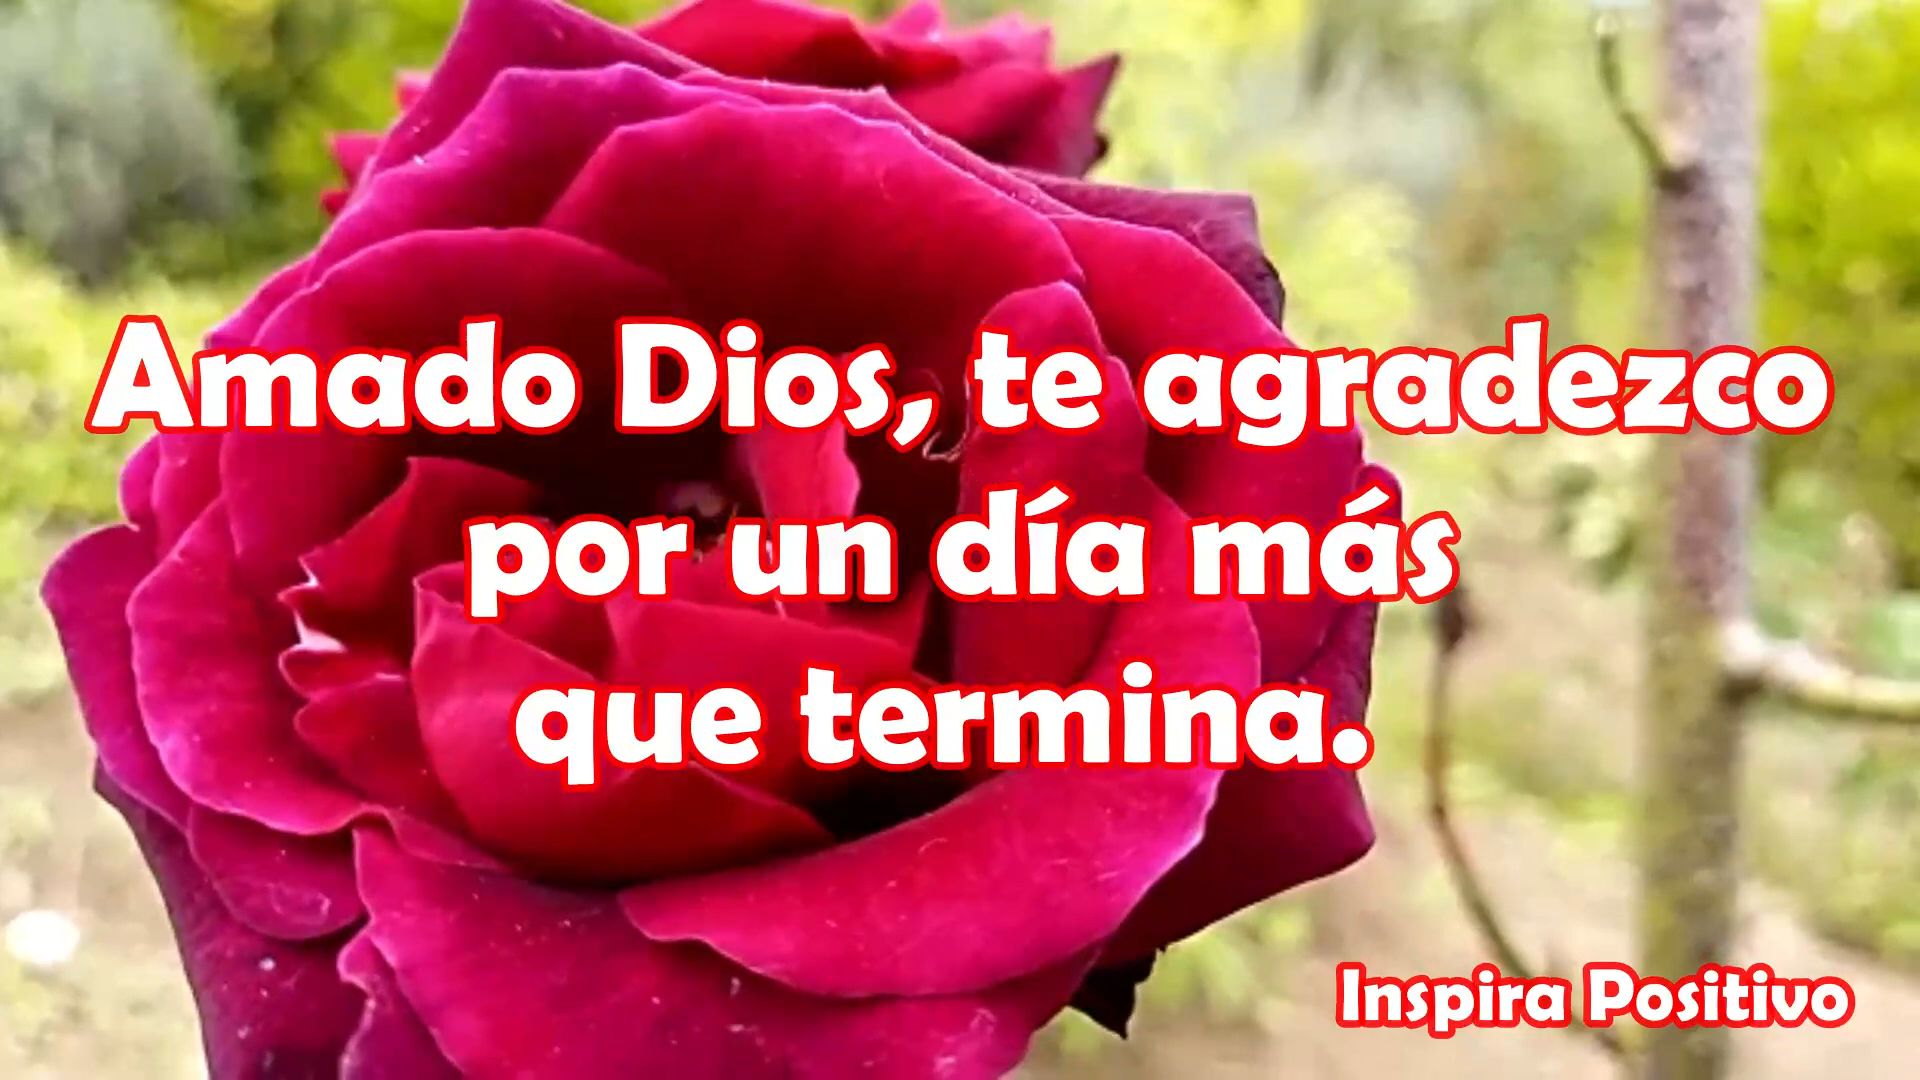 Amado Dios, te agradezco
por un día más
que termina.
Inspira Positivo